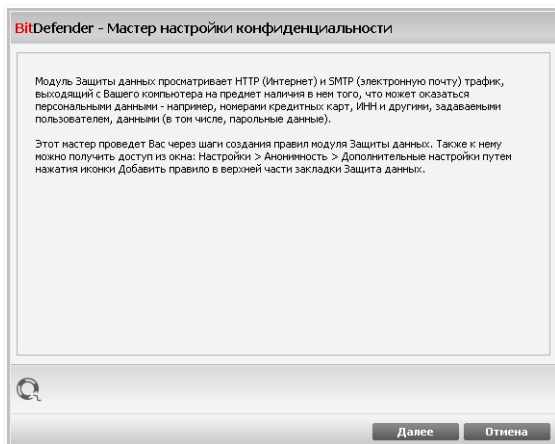 BitDefender - Мастер настройки конфиденциальности
Модуль Защиты данных просматривает HTTP (Интернет) и SMTP (электронную почту) трафик,
выходящий с Вашего компьютера на предмет наличия в нем того, что может оказаться
персональными данными - например, номерами кредитных карт, ИНН и другими, задаваемыми
пользователем, данными (в том числе, парольные данные).
Этот мастер проведет Вас через шаги создания правил модуля Защиты данных. Также к нему
можно получить доступ из окна: Настройки > Анонимность > Дополнительные настройки путем
нажатия иконки Добавить правило в верхней части закладки Защита данных.
Далее
Отмена